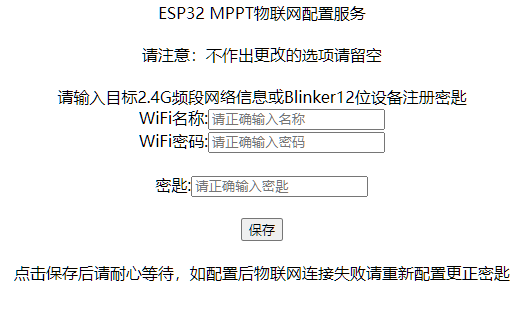 ESP32 MPPT物联网配置服务
请注意：不作出更改的选项请留空
请输入目标2.4G频段网络信息或Blinker12位设备注册密匙
WiFi名称:请正确输入名称
WiFi密码:请正确输入密码
密匙:请正确输入密匙
保存
点击保存后请耐心等待，如配置后物联网连接失败请重新配置更正密匙